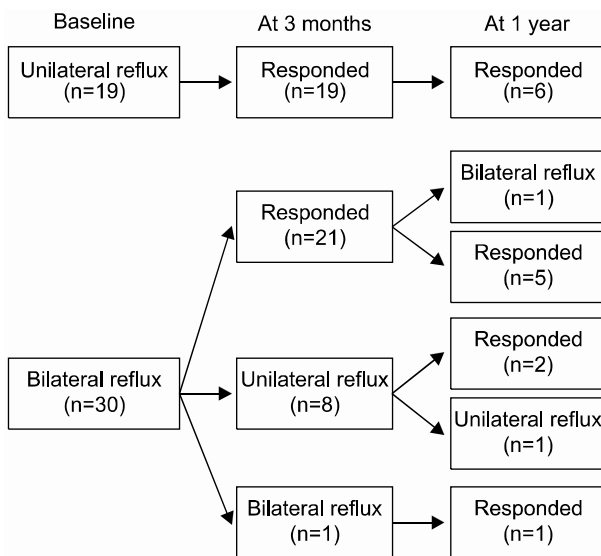 Baseline
At 3 months
At 1 year
Unilateral reflux
(n=19)
Responded
(n=19)
Responded
(n=6)
Bilateral reflux
(n=30)
Responded
(n=21)
Bilateral reflux
(n=1)
Responded
(n=5)
Unilateral reflux
(n=8)
Responded
(n=2)
Unilateral reflux
(n=1)
Bilateral reflux
(n=1)
Responded
(n=1)